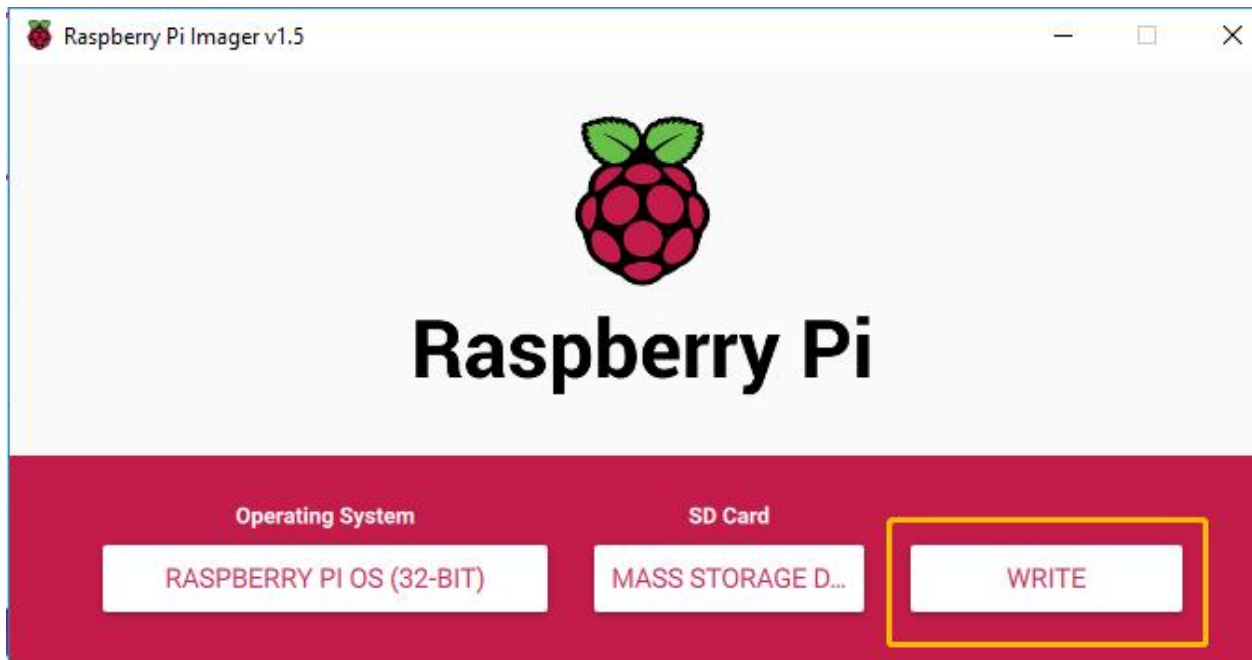 Raspberry Pi Imager v1.5
Raspberry Pi
Operating System
SD Card
RASPBERRY PI OS (32-BIT)
MASS STORAGE D...
WRITE